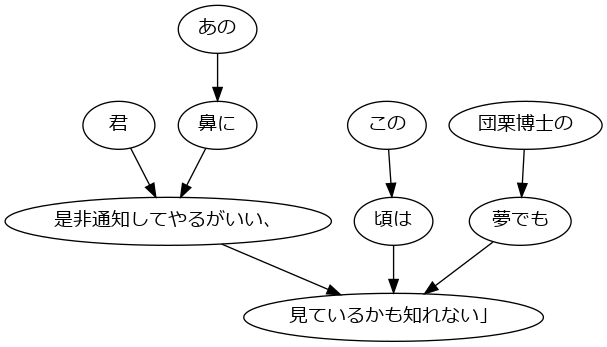 あの
君
鼻に
この
団栗博士の
是非通知してやるがいい、
頃は
夢でも
見ているかも知れない」